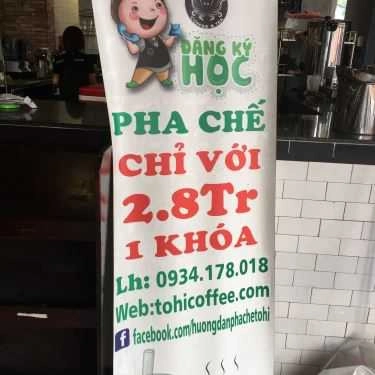 ĐĂNG KÝ
HỌC
PHA CHẾ
CHỈ VỚI
2.8Tr
1 KHÓA
Lh: 0934.178.018
Web:tohicoffee.com
facebook.com/huongdanphachetohi